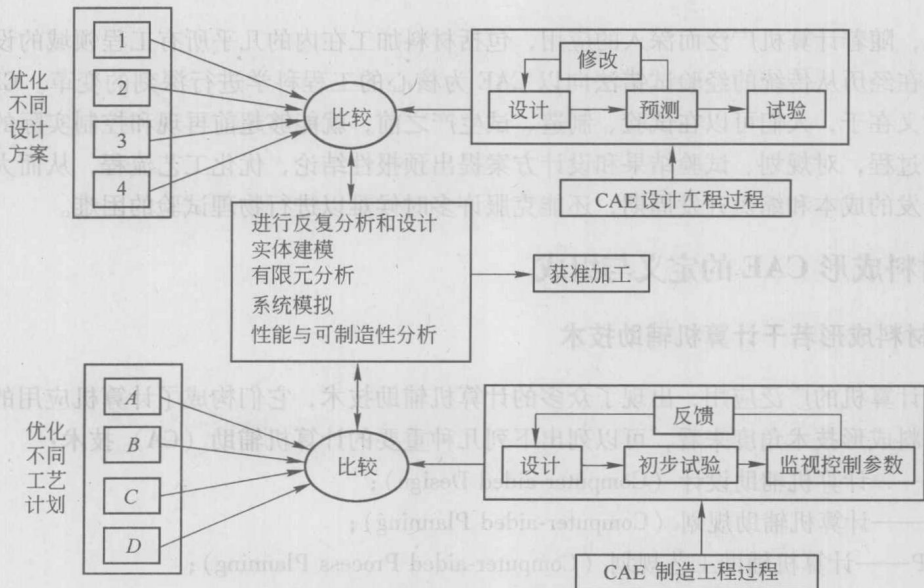 优化
不同
设计
方案
1
2
3
4
比较
修改
设计
预测
试验
CAE 设计工程过程
进行反复分析和设计
实体建模
有限元分析
系统模拟
性能与可制造性分析
获准加工
优化
不同
工艺
计划
A
B
C
D
比较
反馈
设计
初步试验
监视控制参数
CAE 制造工程过程